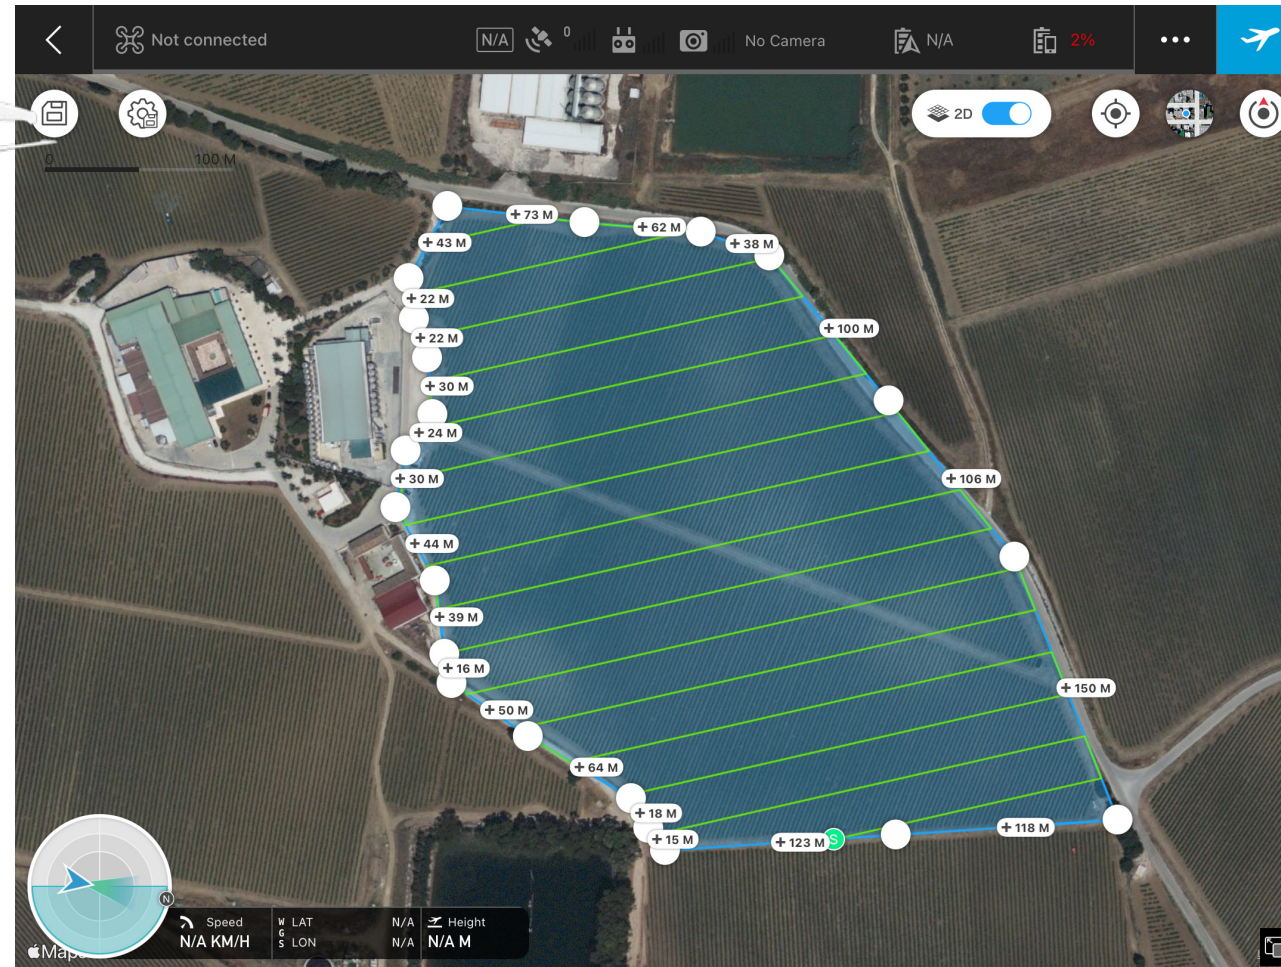 Not connected
N/A
0
No Camera
N/A
2%
2D
0 100 M
+ 73 M
+ 62 M
+ 38 M
+ 43 M
+ 22 M
+ 100 M
+ 22 M
+ 30 M
+ 24 M
+ 30 M
+ 106 M
+ 44 M
+ 39 M
+ 16 M
+ 150 M
+ 50 M
+ 64 M
+ 18 M
+ 118 M
+ 15 M
+ 123 M
S
N
Speed
N/A KM/H
WGS
LAT N/A
LON N/A
Height
N/A M
Maps